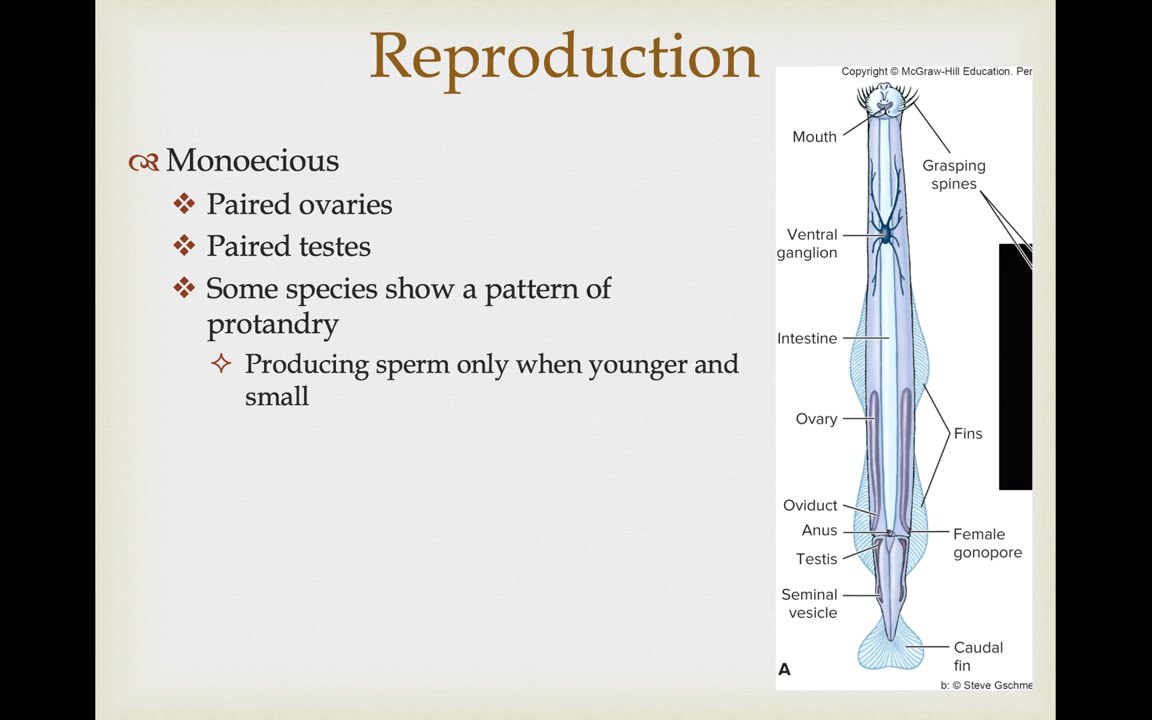 Reproduction
Monoecious
Paired ovaries
Paired testes
Some species show a pattern of
protandry
Producing sperm only when younger and
small
Copyright © McGraw-Hill Education. Per
Mouth
Grasping
spines
Ventral
ganglion
Intestine
Ovary
Fins
Oviduct
Anus
Female
gonopore
Testis
Seminal
vesicle
Caudal
fin
A
b: © Steve Gschme